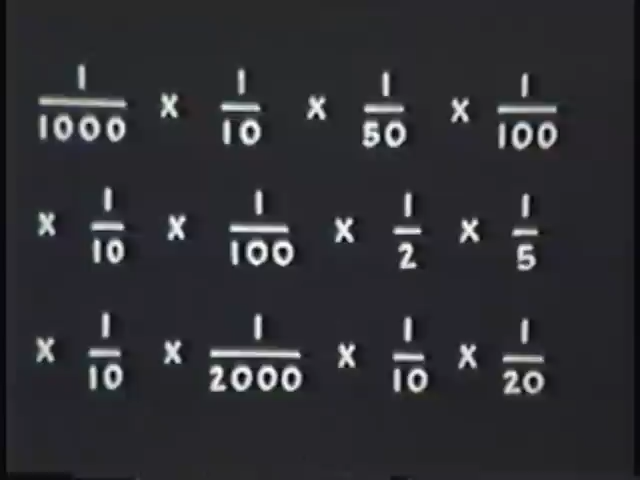 1/1000 x 1/10 x 1/50 x 1/100
x 1/10 x 1/100 x 1/2 x 1/5
x 1/10 x 1/2000 x 1/10 x 1/20